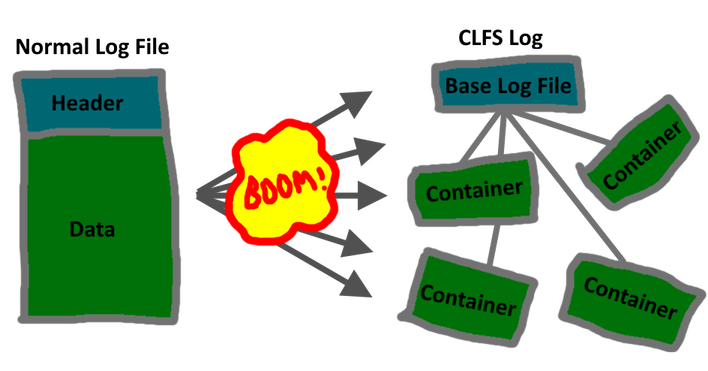 Normal Log File
Header
Data
BOOM!
CLFS Log
Base Log File
Container
Container
Container
Container